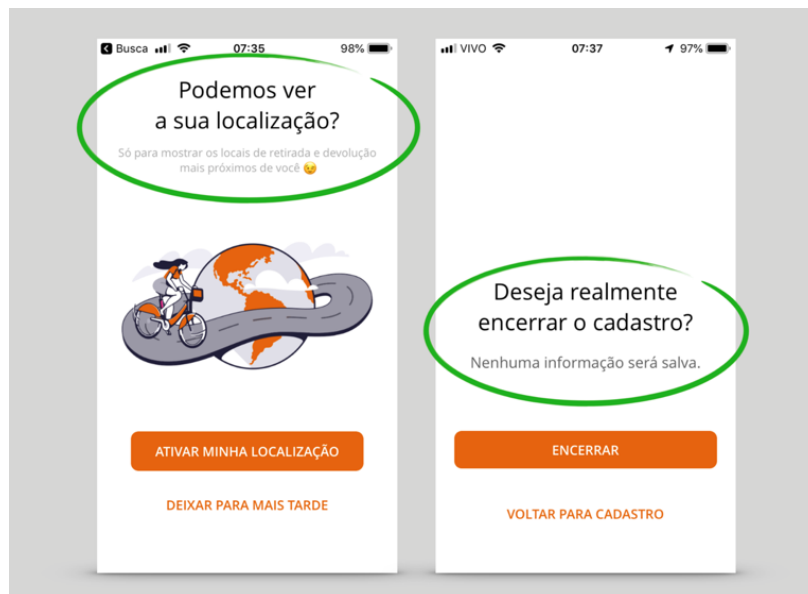 Busca 07:35 98%
Podemos ver
a sua localização?
Só para mostrar os locais de retirada e devolução
mais próximos de você 😉
ATIVAR MINHA LOCALIZAÇÃO
DEIXAR PARA MAIS TARDE
VIVO 07:37 97%
Deseja realmente
encerrar o cadastro?
Nenhuma informação será salva.
ENCERRAR
VOLTAR PARA CADASTRO